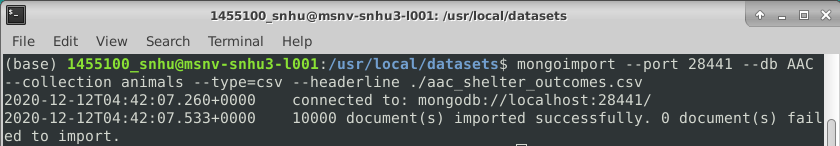 1455100_snhu@msnv-snhu3-l001: /usr/local/datasets
File Edit View Search Terminal Help
(base) 1455100_snhu@msnv-snhu3-l001:/usr/local/datasets$ mongoimport --port 28441 --db AAC
--collection animals --type=csv --headerline ./aac_shelter_outcomes.csv
2020-12-12T04:42:07.260+0000    connected to: mongodb://localhost:28441/
2020-12-12T04:42:07.533+0000    10000 document(s) imported successfully. 0 document(s) fail
ed to import.